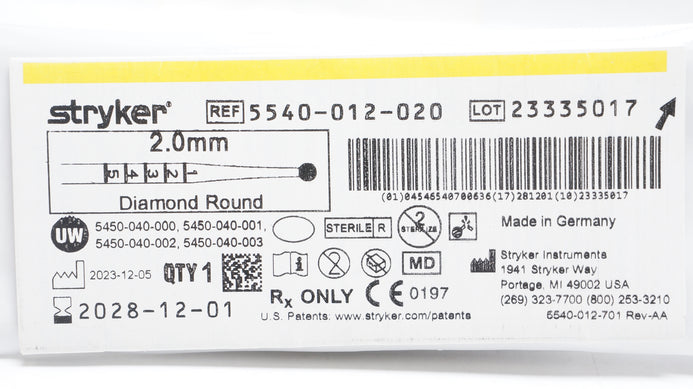 stryker® REF 5540-012-020 LOT 23335017
2.0mm
5 4 3 2 1
Diamond Round
(01)04546540700636(17)281201(10)23335017
UW 5450-040-000, 5450-040-001,
5450-040-002, 5450-040-003
STERILE R
2
STERILIZE
Made in Germany
2023-12-05 QTY 1
2
MD
Stryker Instruments
1941 Stryker Way
Portage, MI 49002 USA
(269) 323-7700 (800) 253-3210
2028-12-01
Rx ONLY CE 0197
U.S. Patents: www.stryker.com/patents
5540-012-701 Rev-AA